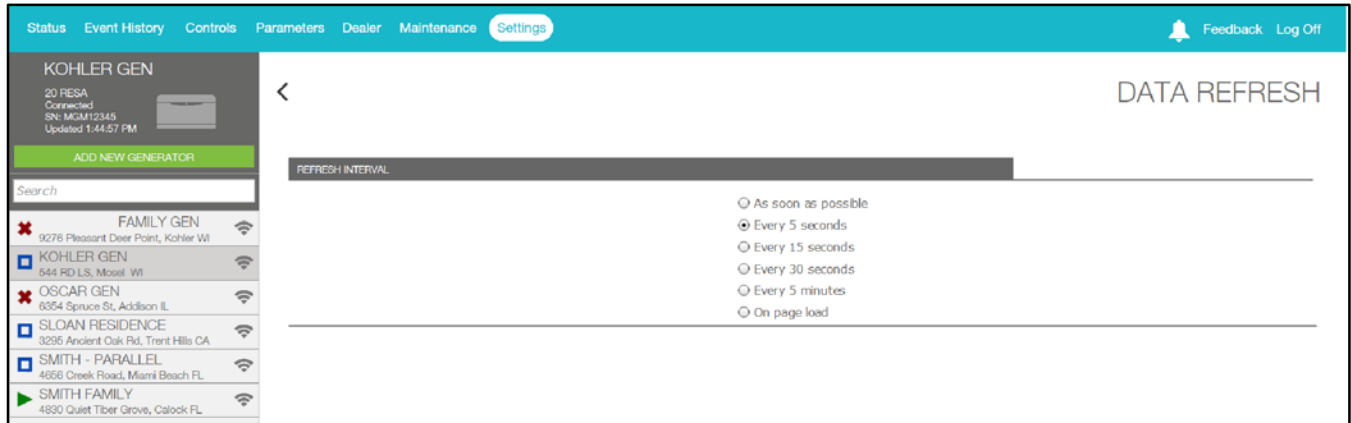 Status Event History Controls Parameters Dealer Maintenance Settings Feedback Log Off
KOHLER GEN
20 RESA
Connected
SN: MGM12345
Updated 1:44:57 PM
ADD NEW GENERATOR
Search
FAMILY GEN
9276 Pleasant Deer Point, Kohler WI
KOHLER GEN
544 RD LS, Mosel WI
OSCAR GEN
6354 Spruce St, Addison IL
SLOAN RESIDENCE
3295 Ancient Oak Rd, Trent Hills CA
SMITH - PARALLEL
4656 Creek Road, Miami Beach FL
SMITH FAMILY
4830 Quiet Tiber Grove, Calock FL
DATA REFRESH
REFRESH INTERVAL
As soon as possible
Every 5 seconds
Every 15 seconds
Every 30 seconds
Every 5 minutes
On page load